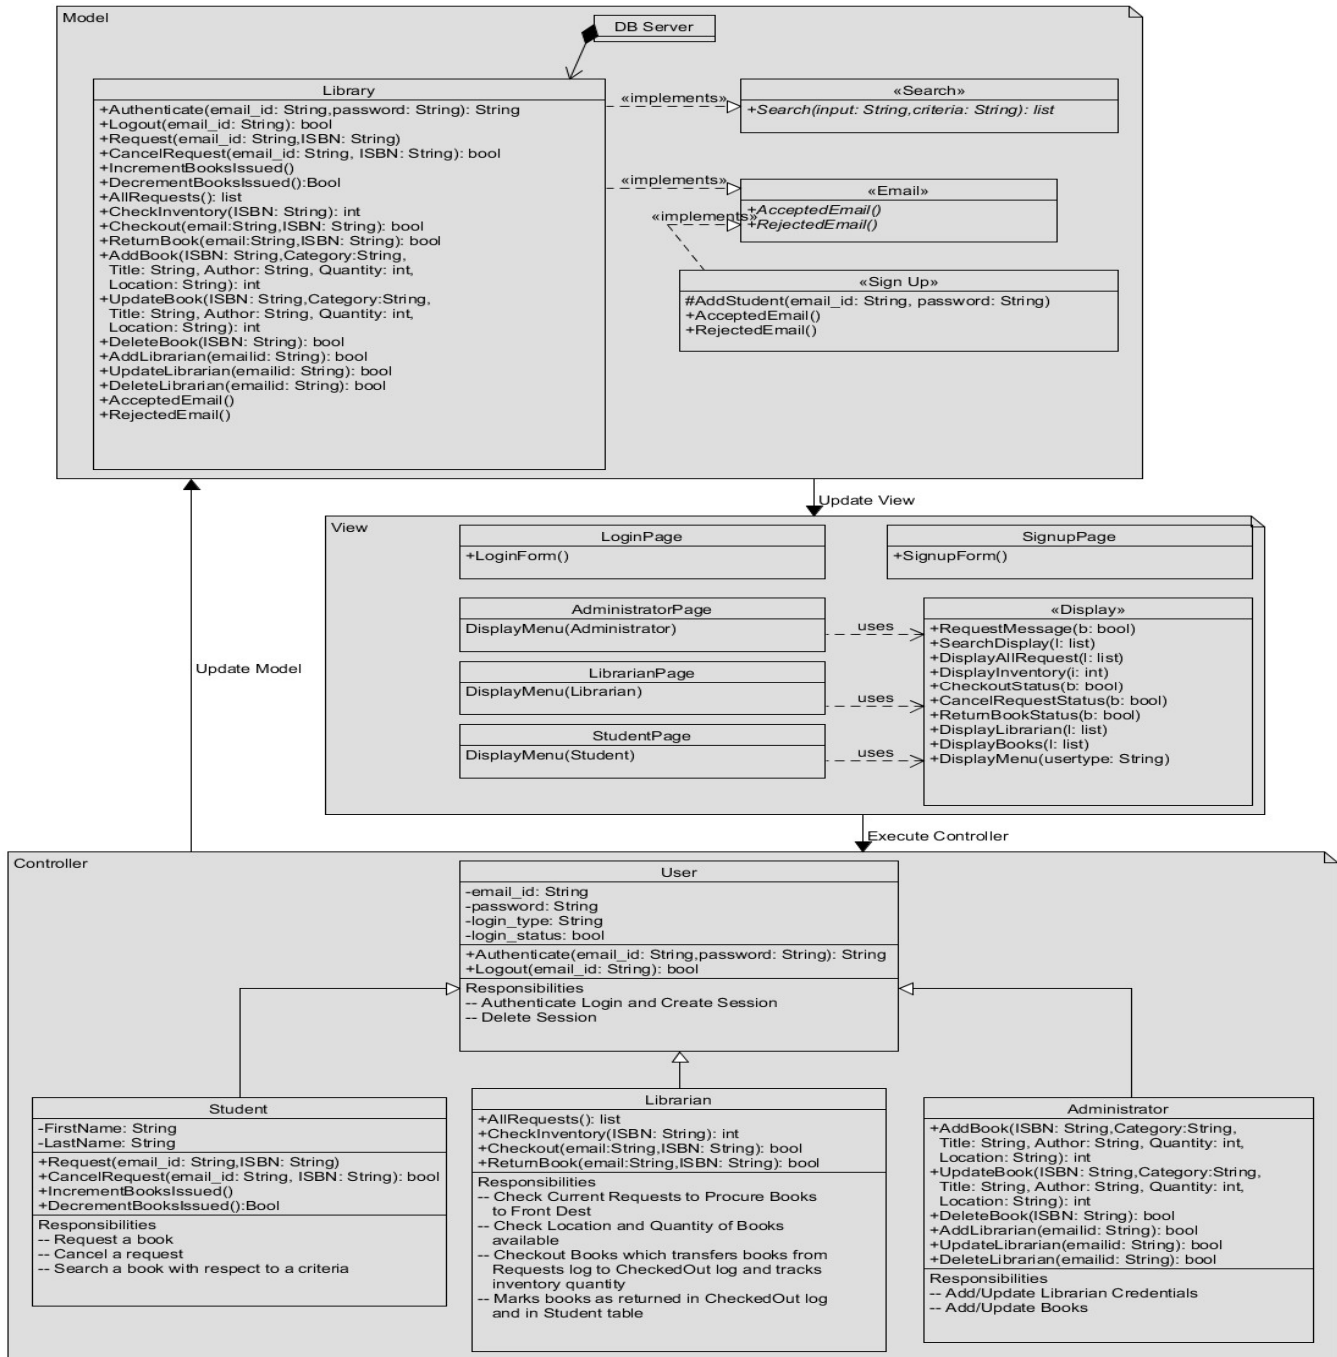 Model
DB Server
Library
+Authenticate(email_id: String,password: String): String
+Logout(email_id: String): bool
+Request(email_id: String,ISBN: String)
+CancelRequest(email_id: String, ISBN: String): bool
+IncrementBooksIssued()
+DecrementBooksIssued():Bool
+AllRequests(): list
+CheckInventory(ISBN: String): int
+Checkout(email:String,ISBN: String): bool
+ReturnBook(email:String,ISBN: String): bool
+AddBook(ISBN: String,Category:String,
Title: String, Author: String, Quantity: int,
Location: String): int
+UpdateBook(ISBN: String,Category:String,
Title: String, Author: String, Quantity: int,
Location: String): int
+DeleteBook(ISBN: String): bool
+AddLibrarian(emailid: String): bool
+UpdateLibrarian(emailid: String): bool
+DeleteLibrarian(emailid: String): bool
+AcceptedEmail()
+RejectedEmail()
«implements»
«Search»
+Search(input: String,criteria: String): list
«implements»
«Email»
+AcceptedEmail()
+RejectedEmail()
«implements»
«Sign Up»
#AddStudent(email_id: String, password: String)
+AcceptedEmail()
+RejectedEmail()
Update View
Update Model
View
LoginPage
+LoginForm()
SignupPage
+SignupForm()
AdministratorPage
DisplayMenu(Administrator)
uses
LibrarianPage
DisplayMenu(Librarian)
uses
StudentPage
DisplayMenu(Student)
uses
«Display»
+RequestMessage(b: bool)
+SearchDisplay(l: list)
+DisplayAllRequest(l: list)
+DisplayInventory(i: int)
+CheckoutStatus(b: bool)
+CancelRequestStatus(b: bool)
+ReturnBookStatus(b: bool)
+DisplayLibrarian(l: list)
+DisplayBooks(l: list)
+DisplayMenu(usertype: String)
Execute Controller
Controller
User
-email_id: String
-password: String
-login_type: String
-login_status: bool
+Authenticate(email_id: String,password: String): String
+Logout(email_id: String): bool
Responsibilities
-- Authenticate Login and Create Session
-- Delete Session
Student
-FirstName: String
-LastName: String
+Request(email_id: String,ISBN: String)
+CancelRequest(email_id: String, ISBN: String): bool
+IncrementBooksIssued()
+DecrementBooksIssued():Bool
Responsibilities
-- Request a book
-- Cancel a request
-- Search a book with respect to a criteria
Librarian
+AllRequests(): list
+CheckInventory(ISBN: String): int
+Checkout(email:String,ISBN: String): bool
+ReturnBook(email:String,ISBN: String): bool
Responsibilities
-- Check Current Requests to Procure Books
to Front Dest
-- Check Location and Quantity of Books
available
-- Checkout Books which transfers books from
Requests log to CheckedOut log and tracks
inventory quantity
-- Marks books as returned in CheckedOut log
and in Student table
Administrator
+AddBook(ISBN: String,Category:String,
Title: String, Author: String, Quantity: int,
Location: String): int
+UpdateBook(ISBN: String,Category:String,
Title: String, Author: String, Quantity: int,
Location: String): int
+DeleteBook(ISBN: String): bool
+AddLibrarian(emailid: String): bool
+UpdateLibrarian(emailid: String): bool
+DeleteLibrarian(emailid: String): bool
Responsibilities
-- Add/Update Librarian Credentials
-- Add/Update Books